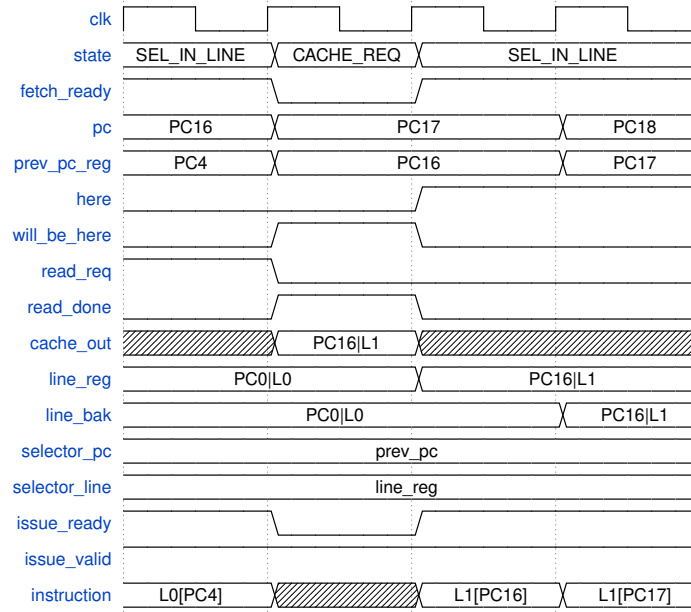 clk
state SEL_IN_LINE CACHE_REQ SEL_IN_LINE
fetch_ready
pc PC16 PC17 PC18
prev_pc_reg PC4 PC16 PC17
here
will_be_here
read_req
read_done
cache_out PC16|L1
line_reg PC0|L0 PC16|L1
line_bak PC0|L0 PC16|L1
selector_pc prev_pc
selector_line line_reg
issue_ready
issue_valid
instruction L0[PC4] L1[PC16] L1[PC17]